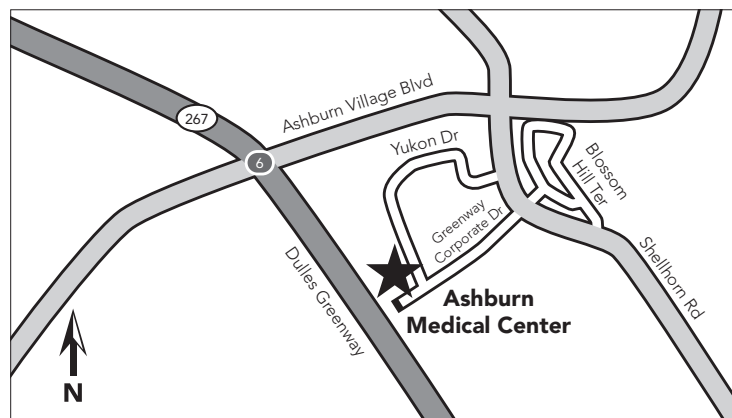 267
Ashburn Village Blvd
6
Yukon Dr
Blossom
Hill Ter
Greenway
Corporate Dr
Dulles Greenway
Shellhorn Rd
Ashburn
Medical Center
N